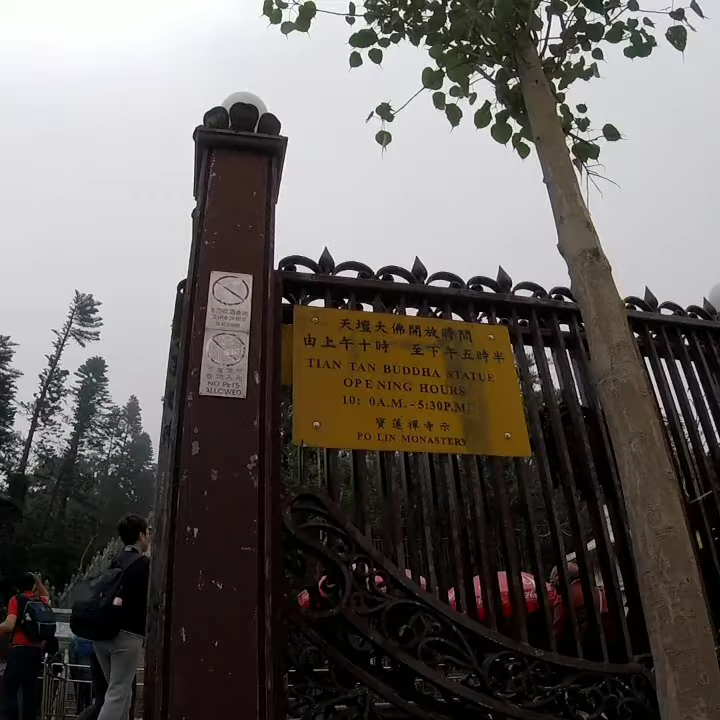 天壇大佛開放時間
由上午十時 至下午五時半
TIAN TAN BUDDHA STATUE
OPENING HOURS
10: 0A.M.-5:30P.M
寶蓮禪寺示
PO LIN MONASTERY
NO PETS
ALLOWED